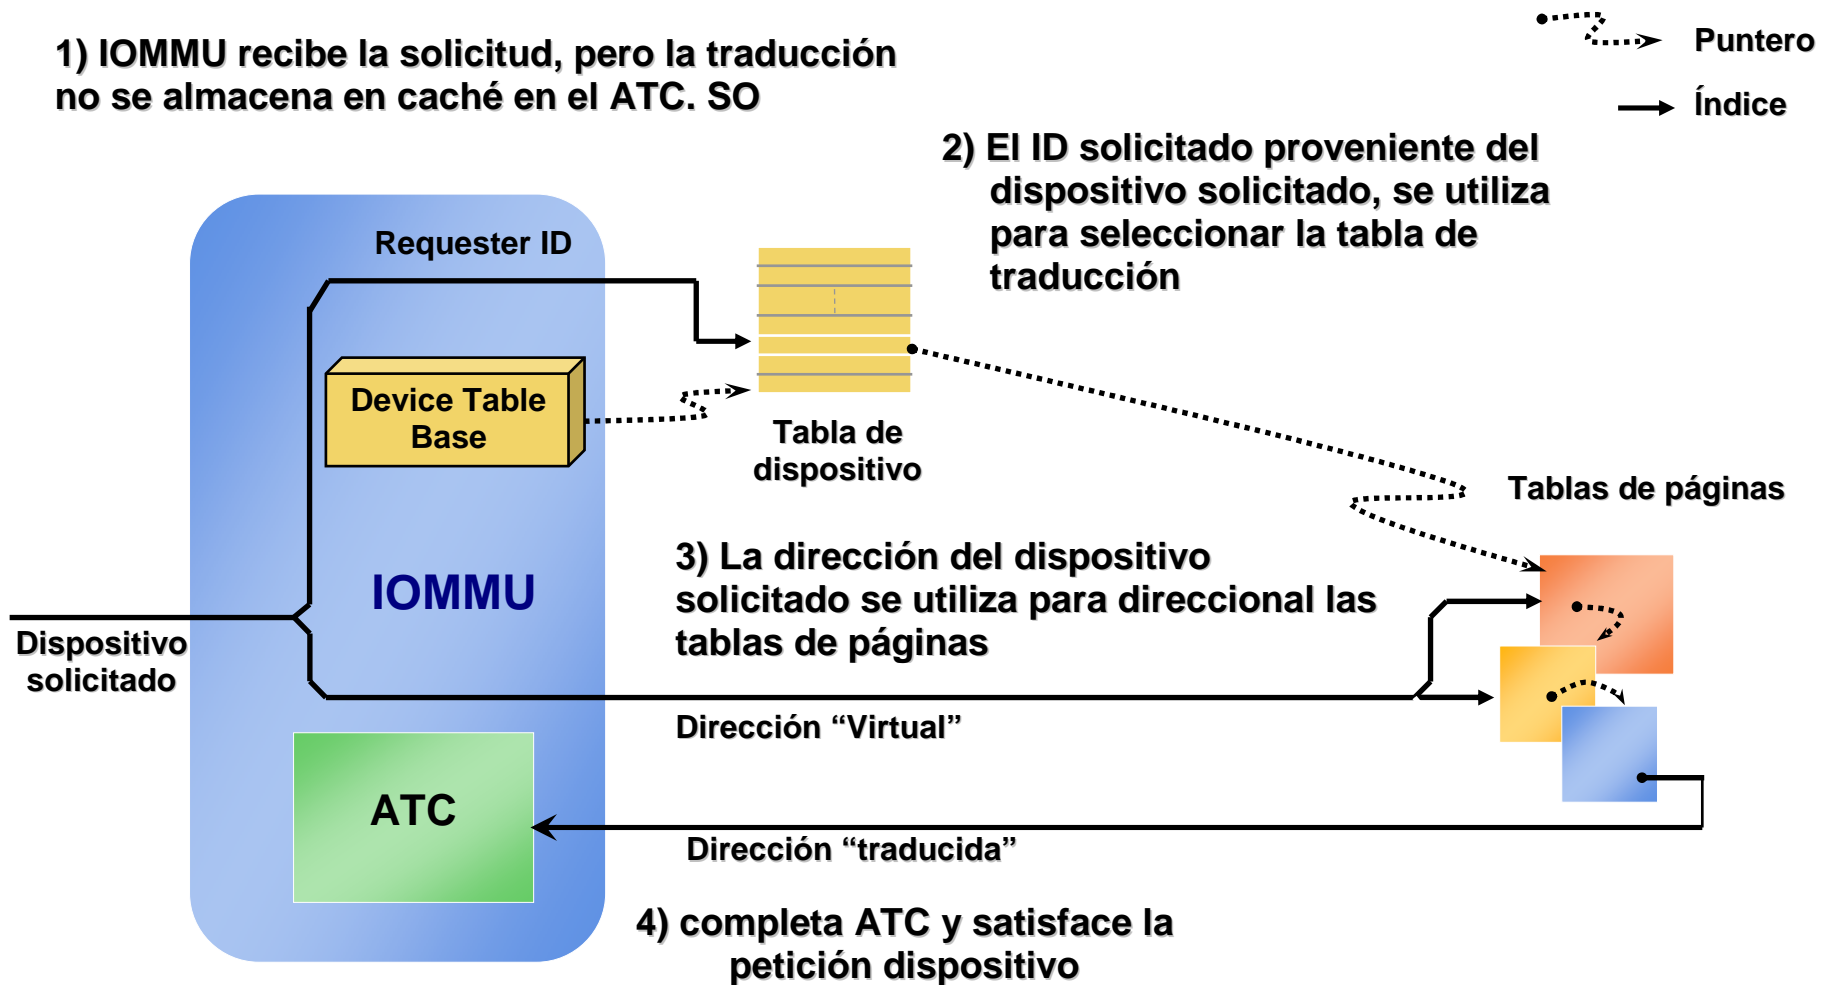 1) IOMMU recibe la solicitud, pero la traducción
no se almacena en caché en el ATC. SO
Puntero
Índice
2) El ID solicitado proveniente del
dispositivo solicitado, se utiliza
para seleccionar la tabla de
traducción
Requester ID
Device Table
Base
Tabla de
dispositivo
Tablas de páginas
IOMMU
3) La dirección del dispositivo
solicitado se utiliza para direccional las
tablas de páginas
Dispositivo
solicitado
Dirección “Virtual”
ATC
Dirección “traducida”
4) completa ATC y satisface la
petición dispositivo